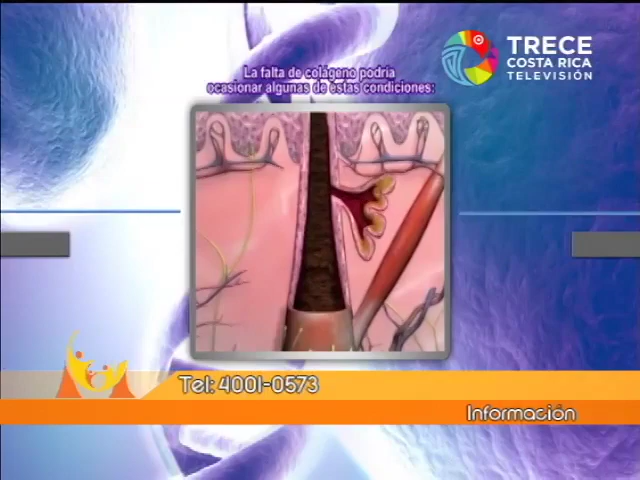 TRECE
COSTA RICA
TELEVISIÓN
La falta de colágeno podría
ocasionar algunas de estas condiciones:
Tel: 4001-0573
Información